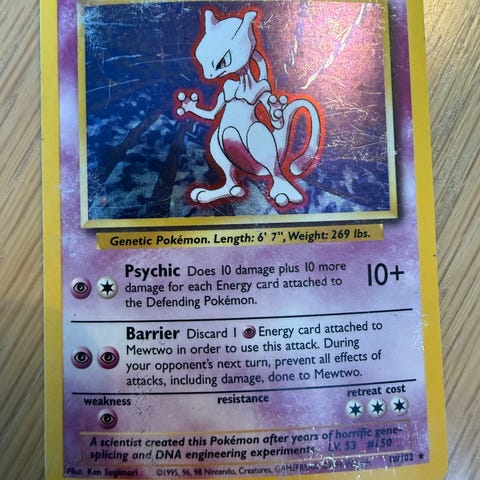 Genetic Pokémon. Length: 6' 7", Weight: 269 lbs.
Psychic Does 10 damage plus 10 more
damage for each Energy card attached to
the Defending Pokémon.
10+
Barrier Discard 1 Energy card attached to
Mewtwo in order to use this attack. During
your opponent's next turn, prevent all effects of
attacks, including damage, done to Mewtwo.
weakness
resistance
retreat cost
A scientist created this Pokémon after years of horrific gene-
splicing and DNA engineering experiments. LV. 53 #150
Illus. Ken Sugimori
©1995, 96, 98 Nintendo, Creatures, GAMEFREAK.
10/102 ★